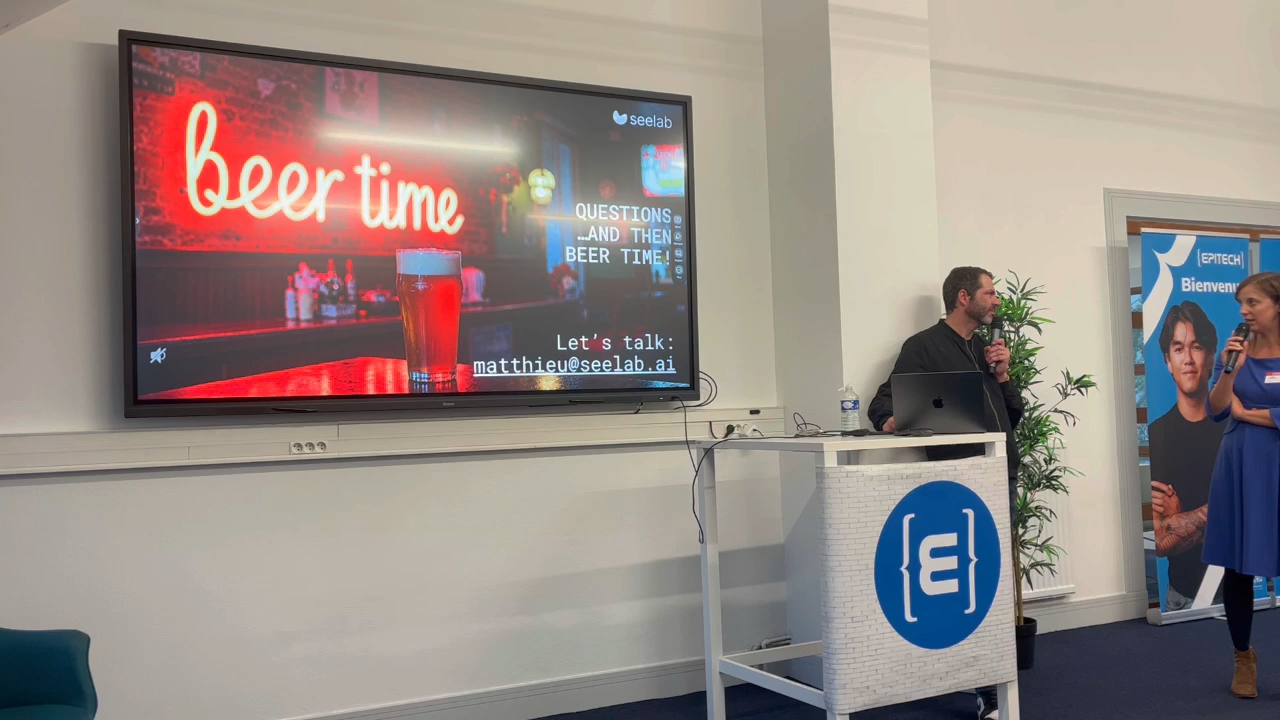 beer time
seelab
QUESTIONS
…AND THEN
BEER TIME!
Let's talk:
matthieu@seelab.ai
{EPITECH}
Bienvenu
{E}